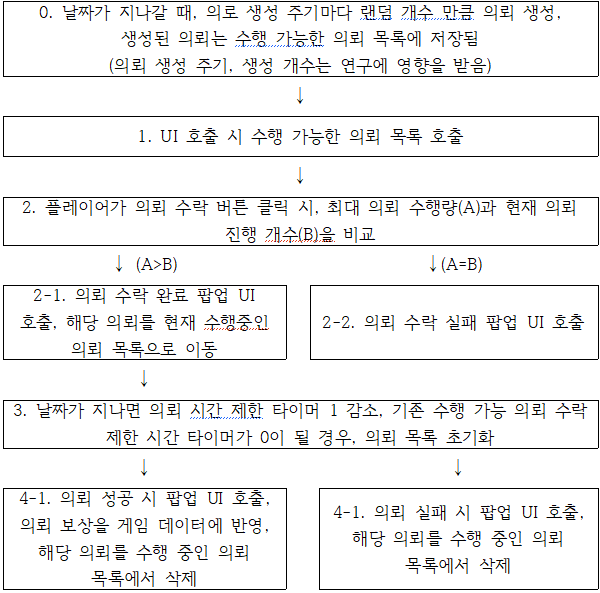 0. 날짜가 지나갈 때, 의로 생성 주기마다 랜덤 개수 만큼 의뢰 생성,
생성된 의뢰는 수행 가능한 의뢰 목록에 저장됨
(의뢰 생성 주기, 생성 개수는 연구에 영향을 받음)
↓
1. UI 호출 시 수행 가능한 의뢰 목록 호출
↓
2. 플레이어가 의뢰 수락 버튼 클릭 시, 최대 의뢰 수행량(A)과 현재 의뢰
진행 개수(B)을 비교
↓ (A>B)
↓(A=B)
2-1. 의뢰 수락 완료 팝업 UI
호출, 해당 의뢰를 현재 수행중인
의뢰 목록으로 이동
2-2. 의뢰 수락 실패 팝업 UI 호출
↓
3. 날짜가 지나면 의뢰 시간 제한 타이머 1 감소, 기존 수행 가능 의뢰 수락
제한 시간 타이머가 0이 될 경우, 의뢰 목록 초기화
↓ ↓
4-1. 의뢰 성공 시 팝업 UI 호출,
의뢰 보상을 게임 데이터에 반영,
해당 의뢰를 수행 중인 의뢰
목록에서 삭제
4-1. 의뢰 실패 시 팝업 UI 호출,
해당 의뢰를 수행 중인 의뢰
목록에서 삭제